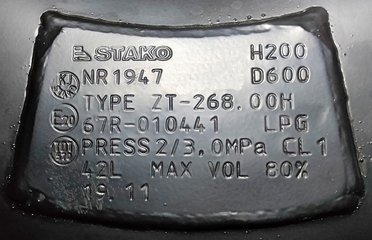 STAKO H200
NR1947 D600
TYPE ZT-268.00H
E20 67R-010441 LPG
PRESS 2/3.0MPa CL1
42L MAX VOL 80%
19.11